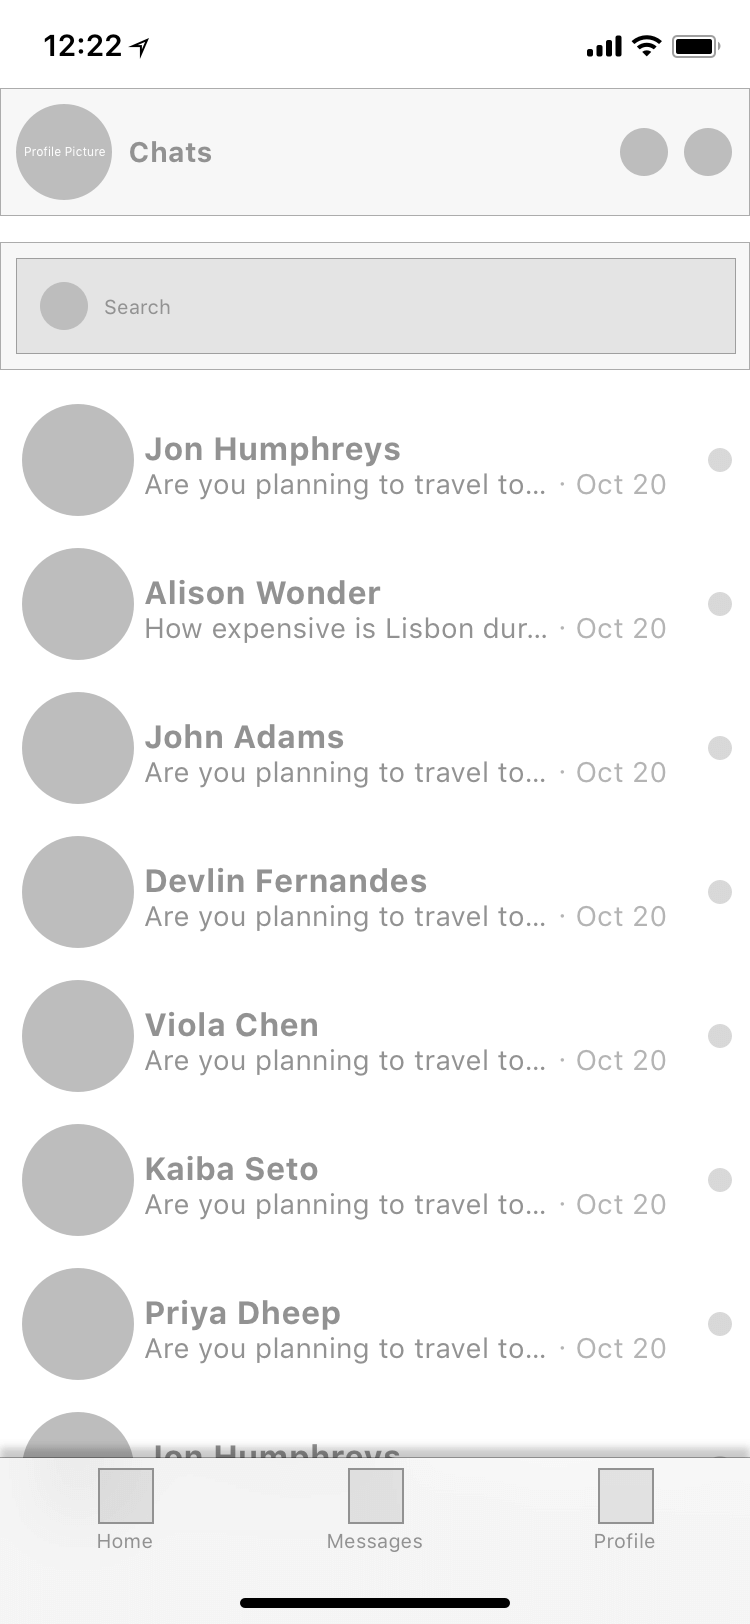 12:22
Profile Picture
Chats
Search
Jon Humphreys
Are you planning to travel to... · Oct 20
Alison Wonder
How expensive is Lisbon dur... · Oct 20
John Adams
Are you planning to travel to... · Oct 20
Devlin Fernandes
Are you planning to travel to... · Oct 20
Viola Chen
Are you planning to travel to... · Oct 20
Kaiba Seto
Are you planning to travel to... · Oct 20
Priya Dheep
Are you planning to travel to... · Oct 20
Jon Humphreys
Home
Messages
Profile